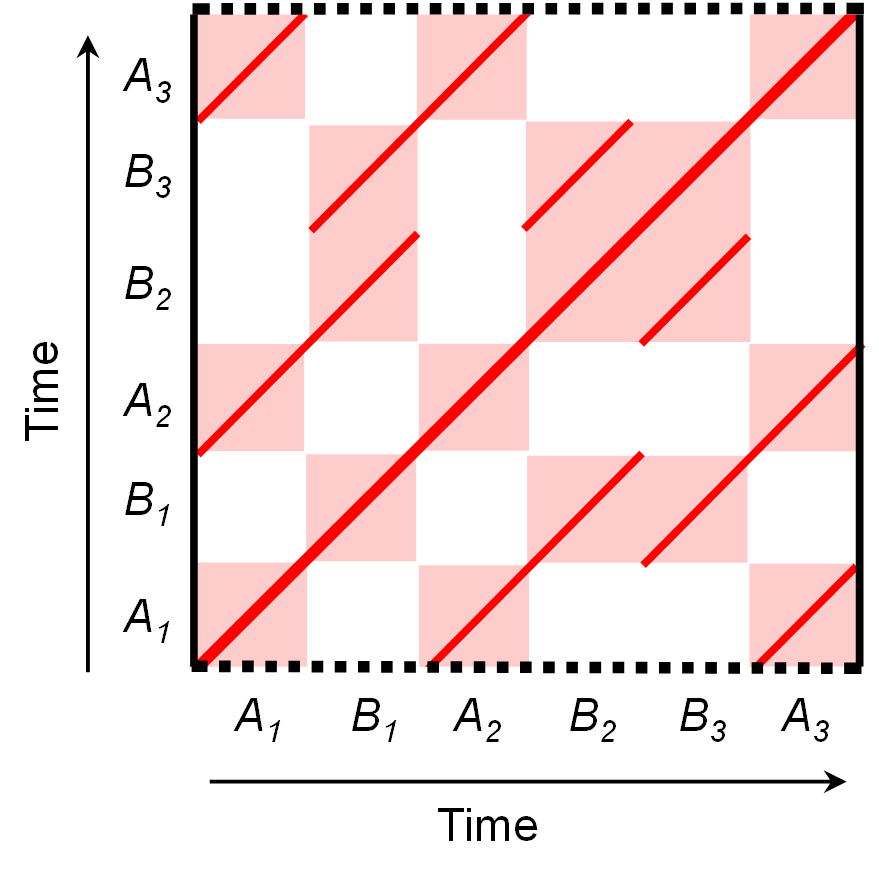 A3
B3
B2
A2
B1
A1
Time
A1 B1 A2 B2 B3 A3
Time